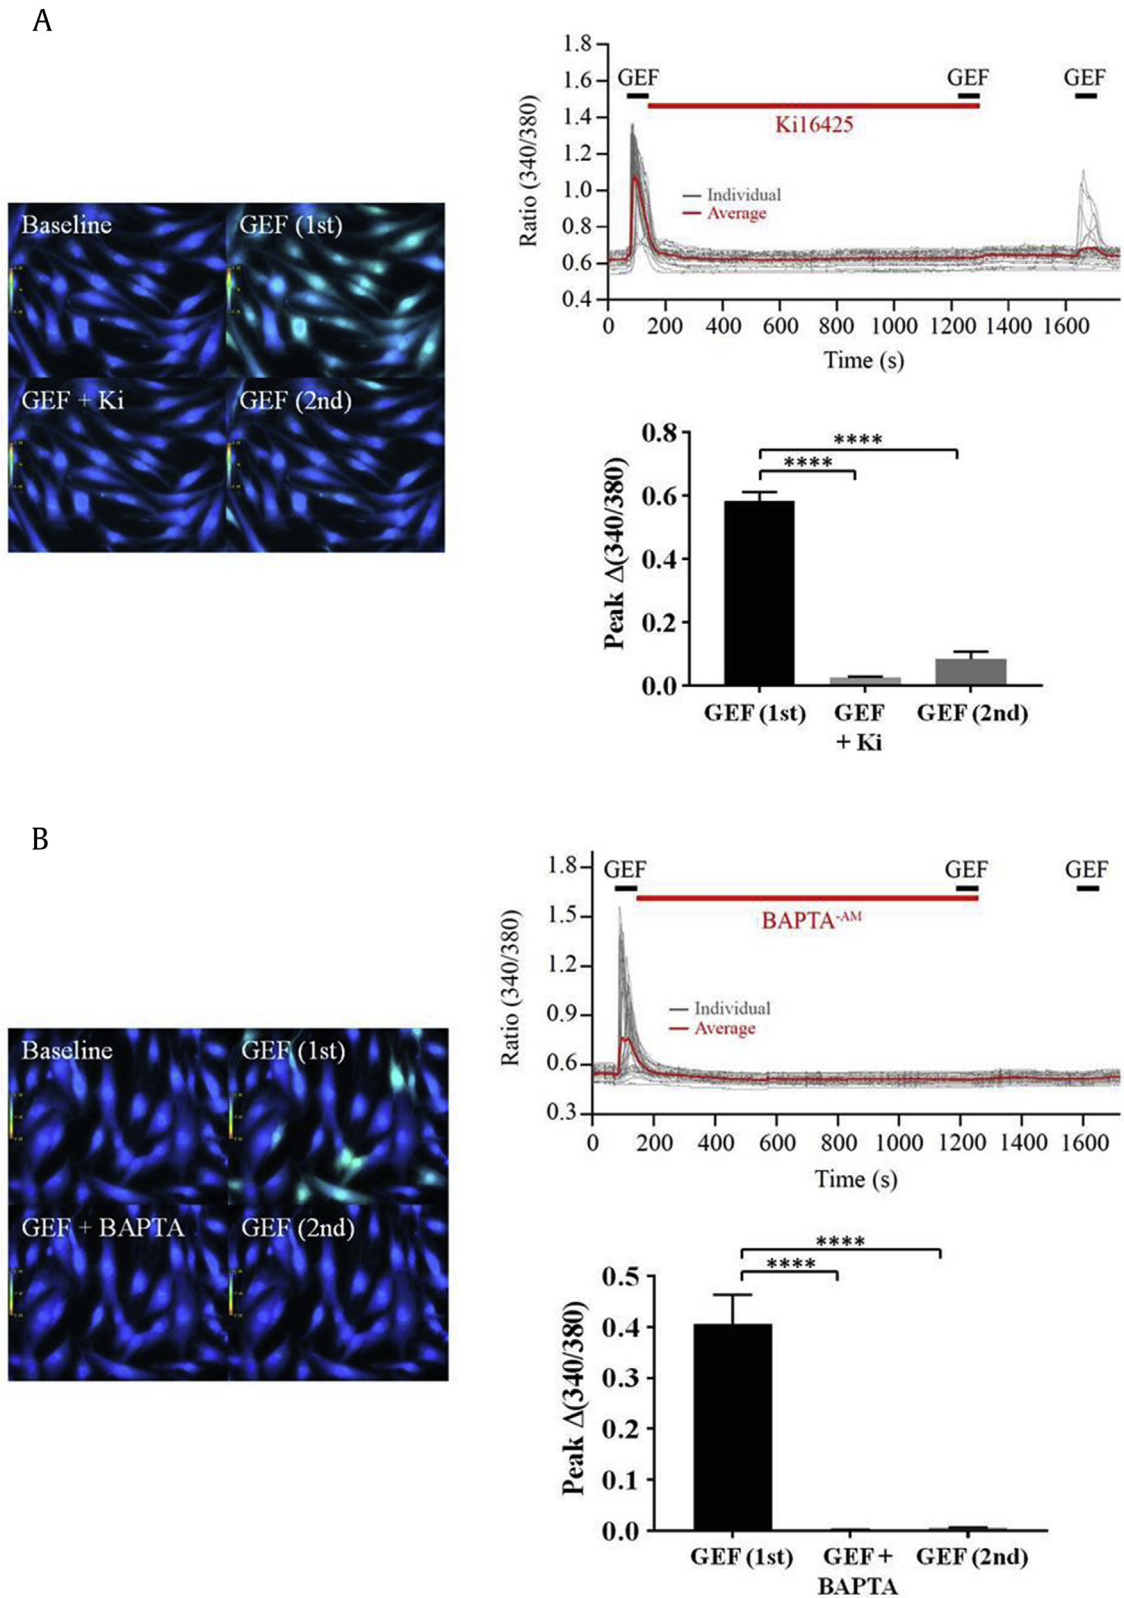 A
Baseline
GEF (1st)
GEF + Ki
GEF (2nd)
1.8
1.6
1.4
1.2
1.0
0.8
0.6
0.4
Ratio (340/380)
GEF
GEF
GEF
Ki16425
Individual
Average
0 200 400 600 800 1000 1200 1400 1600
Time (s)
0.8
0.6
0.4
0.2
0.0
Peak Δ(340/380)
****
****
GEF (1st)
GEF
+ Ki
GEF (2nd)
B
Baseline
GEF (1st)
GEF + BAPTA
GEF (2nd)
1.8
1.5
1.2
0.9
0.6
0.3
Ratio (340/380)
GEF
GEF
GEF
BAPTA-AM
Individual
Average
0 200 400 600 800 1000 1200 1400 1600
Time (s)
0.5
0.4
0.3
0.2
0.1
0.0
Peak Δ(340/380)
****
****
GEF (1st)
GEF +
BAPTA
GEF (2nd)